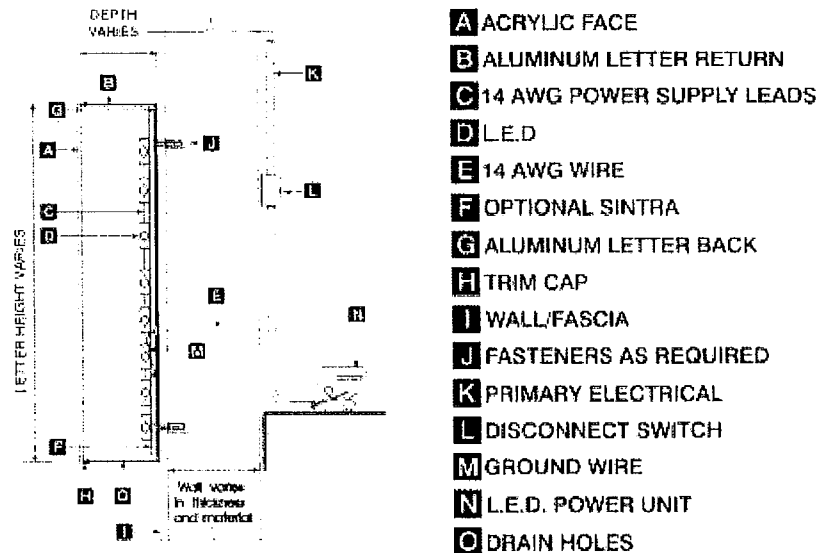 DEPTH
VARIES
B
K
G
A
J
L
C
D
LETTER HEIGHT VARIES
E
N
M
F
H O
Wall varies
in thickness
and material
I
A ACRYLIC FACE
B ALUMINUM LETTER RETURN
C 14 AWG POWER SUPPLY LEADS
D L.E.D
E 14 AWG WIRE
F OPTIONAL SINTRA
G ALUMINUM LETTER BACK
H TRIM CAP
I WALL/FASCIA
J FASTENERS AS REQUIRED
K PRIMARY ELECTRICAL
L DISCONNECT SWITCH
M GROUND WIRE
N L.E.D. POWER UNIT
O DRAIN HOLES